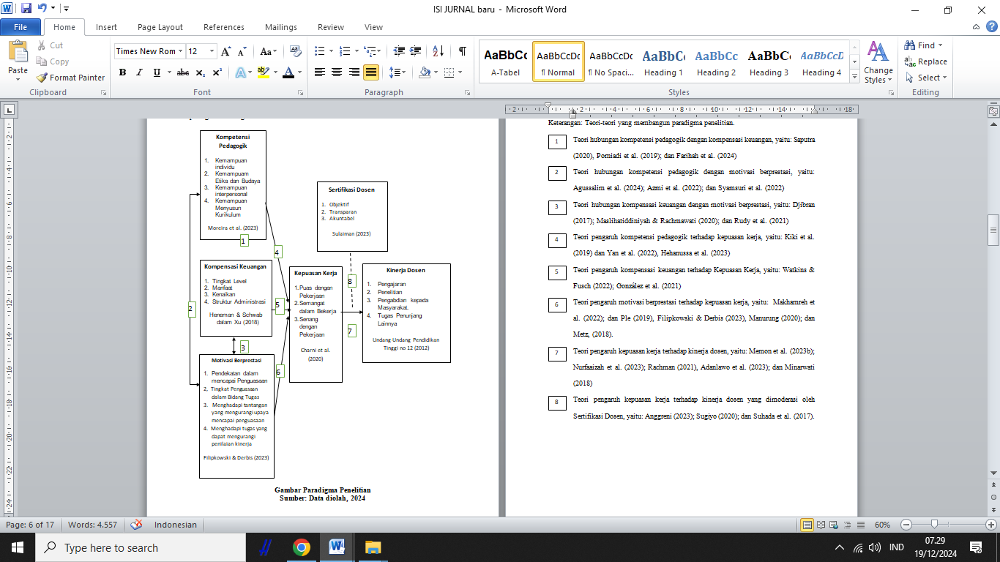 ISI JURNAL baru - Microsoft Word
File Home Insert Page Layout References Mailings Review View
Paste
Cut
Copy
Format Painter
Clipboard
Times New Rom 12
Font
Paragraph
AaBbCc AaBbCcDc AaBbCcDc AaBbCc AaBbCc AaBbCc AaBbCcD
A-Tabel ¶ Normal ¶ No Spaci... Heading 1 Heading 2 Heading 3 Heading 4
Change
Styles
Styles
Find
Replace
Select
Editing
2 2 4 6 8 10 12 14 18
Kompetensi
Pedagogik
1. Kemampuan
individu
2. Kemampuam
Etika dan Budaya
3. Kemampuan
interpersonal
4. Kemampuan
Menyusun
Kurikulum
Moreira et al. (2023)
1
4
Sertifikasi Dosen
1. Objektif
2. Transparan
3. Akuntabel
Sulaiman (2023)
Kompensasi Keuangan
1. Tingkat Level
2. Manfaat
3. Kenaikan
4. Struktur Administrasi
Heneman & Schwab
dalam Xu (2018)
2
5
3
Kepuasan Kerja
1.Puas dengan
Pekerjaan
2.Semangat
dalam Bekerja
3.Senang
dengan
Pekerjaan
Charni et al.
(2020)
8
7
6
Kinerja Dosen
1. Pengajaran
2. Penelitian
3. Pengabdian kepada
Masyarakat.
4. Tugas Penunjang
Lainnya
Undang-Undang Pendidikan
Tinggi no 12 (2012)
Motivasi Berprestasi
1. Pendekatan dalam
mencapai Penguasaan
2, Tingkat Penguasaan
dalam Bidang Tugas
3. Menghadapi tantangan
yang mengurangi upaya
mencapai penguasaan
4. Menghadapi tugas yang
dapat mengurangi
penilaian kinerja
Filipkowski & Derbis (2023)
Gambar Paradigma Penelitian
Sumber: Data diolah, 2024
Keterangan: Teori-teori yang membangun paradigma penelitian.
1 Teori hubungan kompetensi pedagogik dengan kompensasi keuangan, yaitu: Saputra
(2020), Porniadi et al. (2019); dan Farihah et al. (2024)
2 Teori hubungan kompetensi pedagogik dengan motivasi berprestasi, yaitu:
Agussalim et al. (2024); Azmi et al. (2022); dan Syamsuri et al. (2022)
3 Teori hubungan kompetensi keuangan dengan motivasi berprestasi, yaitu: Djibran
(2017); Maslihatiddiniyah & Rachmawati (2020); dan Rudy et al. (2021)
4 Teori pengaruh kompetensi pedagogik terhadap kepuasan kerja, yaitu: Kiki et al.
(2019) dan Yan et al. (2022), Hehanussa et al. (2023)
5 Teori pengaruh kompensasi keuangan terhadap Kepuasan Kerja, yaitu: Watkins &
Fusch (2022); González et al. (2021)
6 Teori pengaruh motivasi berprestasi terhadap kepuasan kerja, yaitu: Makhamreh et
al. (2022); dan Ple (2019), Filipkowski & Derbis (2023), Manurung (2020); dan
Metz, (2018).
7 Teori pengaruh kepuasan kerja terhadap kinerja dosen, yaitu: Memon et al. (2023b);
Nurfaaizah et al. (2023); Rachman (2021), Adanlawo et al. (2023); dan Minarwati
(2018)
8 Teori pengaruh kepuasan kerja terhadap kinerja dosen yang dimoderasi oleh
Sertifikasi Dosen, yaitu: Anggreni (2023); Sugiyo (2020); dan Suhada et al. (2017).
Page: 6 of 17 Words: 4.557 Indonesian 60%
Type here to search
IND
07.29
19/12/2024